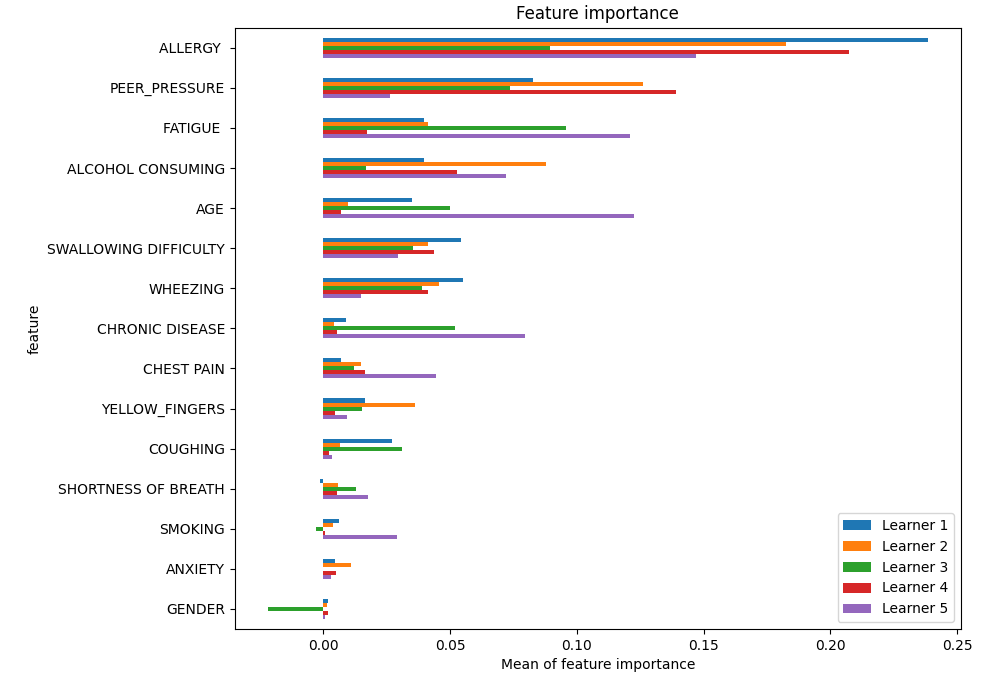 Feature importance
ALLERGY
PEER_PRESSURE
FATIGUE
ALCOHOL CONSUMING
AGE
SWALLOWING DIFFICULTY
WHEEZING
CHRONIC DISEASE
CHEST PAIN
YELLOW_FINGERS
COUGHING
SHORTNESS OF BREATH
SMOKING
ANXIETY
GENDER
feature
Learner 1
Learner 2
Learner 3
Learner 4
Learner 5
0.00 0.05 0.10 0.15 0.20 0.25
Mean of feature importance